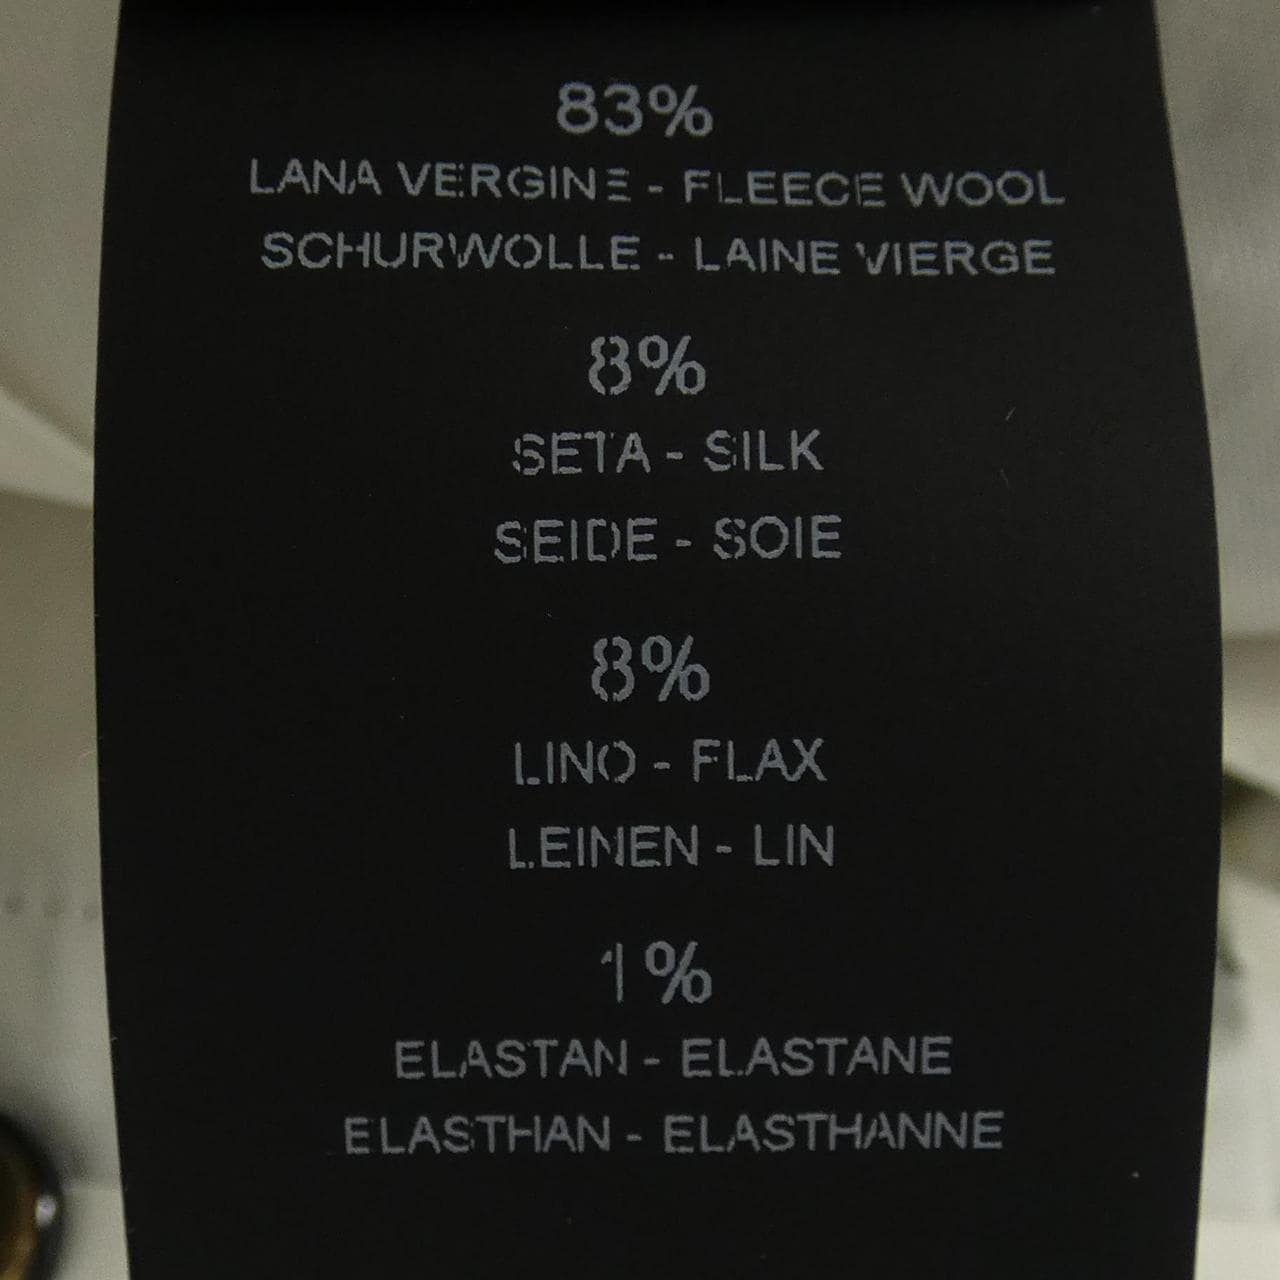 83%
LANA VERGINE - FLEECE WOOL
SCHURWOLLE - LAINE VIERGE
8%
SETA - SILK
SEIDE - SOIE
8%
LINO - FLAX
LEINEN - LIN
1%
ELASTAN - ELASTANE
ELASTHAN - ELASTHANNE